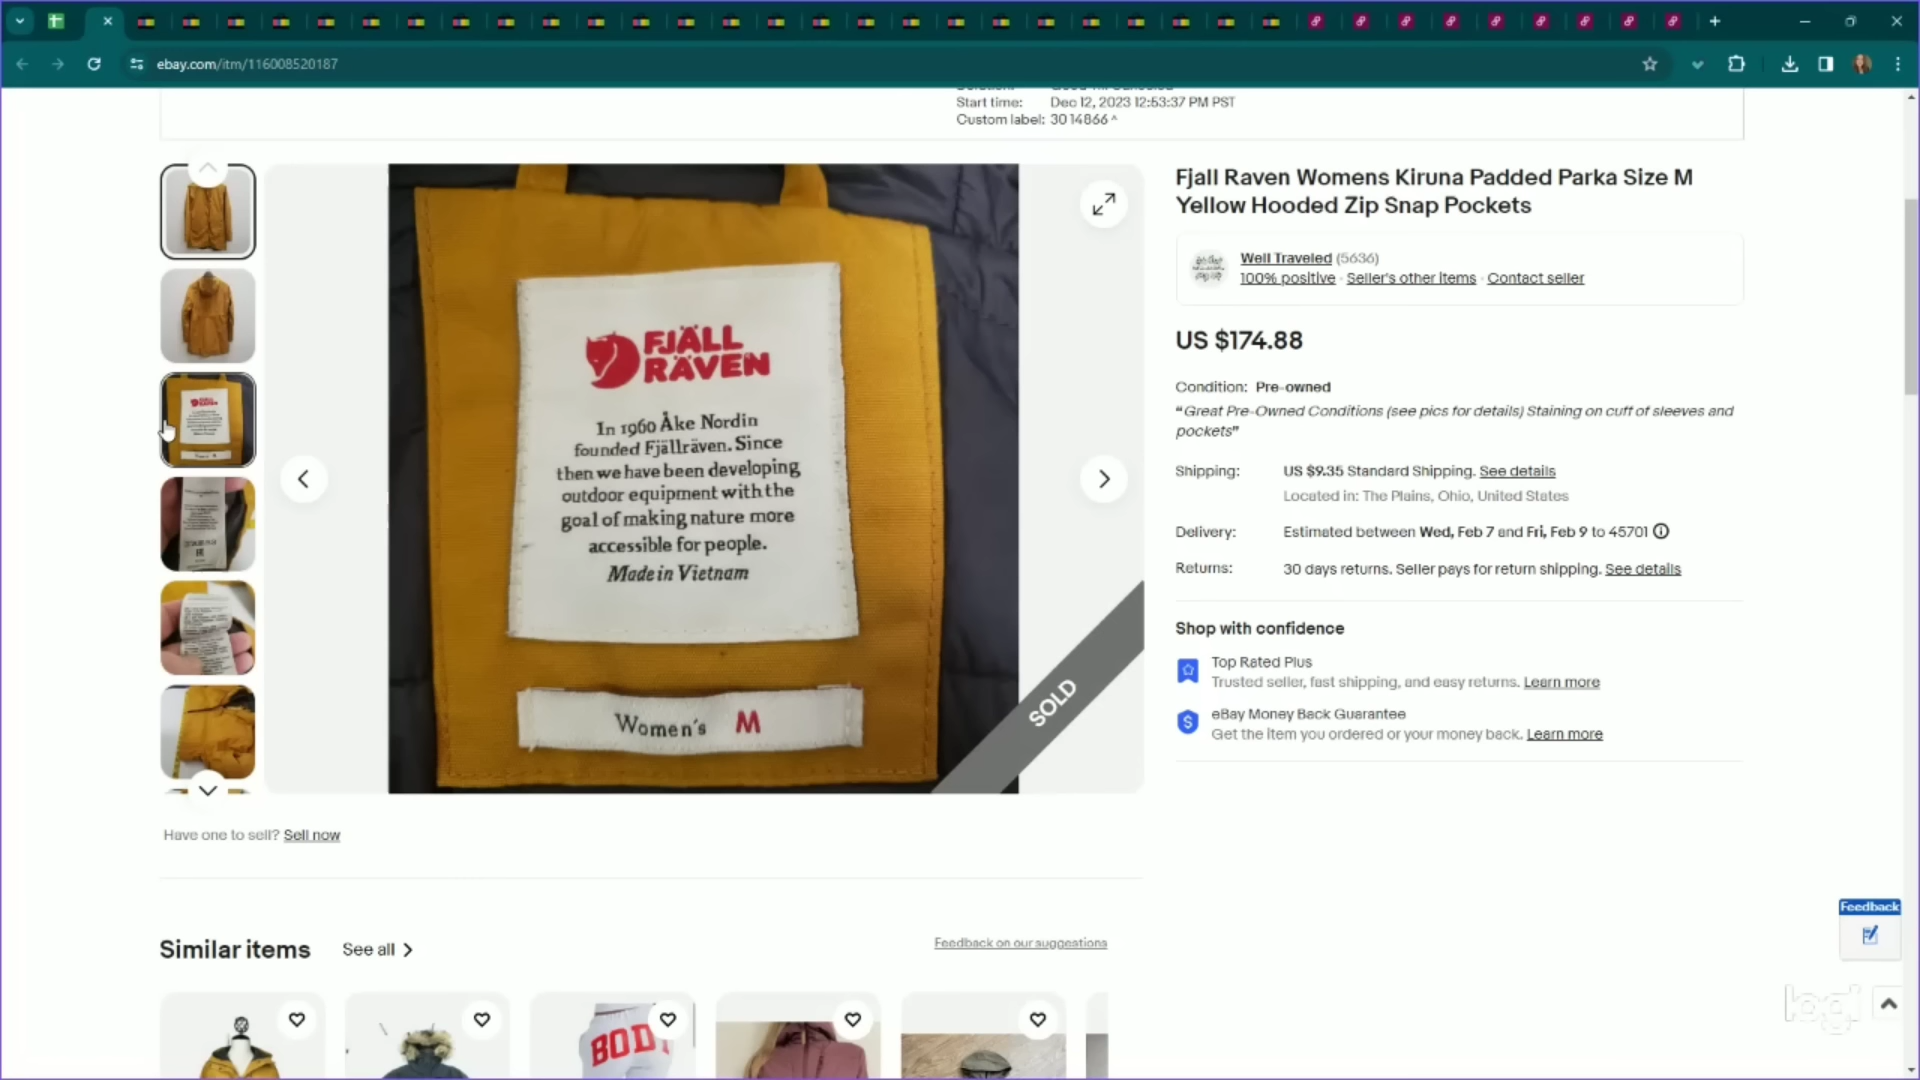 ebay.com/itm/116008520187
Start time: Dec 12, 2023 12:53:37 PM PST
Custom label: 30 14866 ^
Fjall Raven Womens Kiruna Padded Parka Size M
Yellow Hooded Zip Snap Pockets
Well Traveled (5636)
100% positive · Seller's other items · Contact seller
US $174.88
Condition: Pre-owned
"Great Pre-Owned Conditions (see pics for details) Staining on cuff of sleeves and
pockets"
Shipping: US $9.35 Standard Shipping. See details
Located in: The Plains, Ohio, United States
Delivery: Estimated between Wed, Feb 7 and Fri, Feb 9 to 45701
Returns: 30 days returns. Seller pays for return shipping. See details
Shop with confidence
Top Rated Plus
Trusted seller, fast shipping, and easy returns. Learn more
eBay Money Back Guarantee
Get the item you ordered or your money back. Learn more
FJÄLL
RÄVEN
In 1960 Åke Nordin
founded Fjällräven. Since
then we have been developing
outdoor equipment with the
goal of making nature more
accessible for people.
Made in Vietnam
Women's M
SOLD
Have one to sell? Sell now
Similar items See all
Feedback on our suggestions
BODY
Feedback